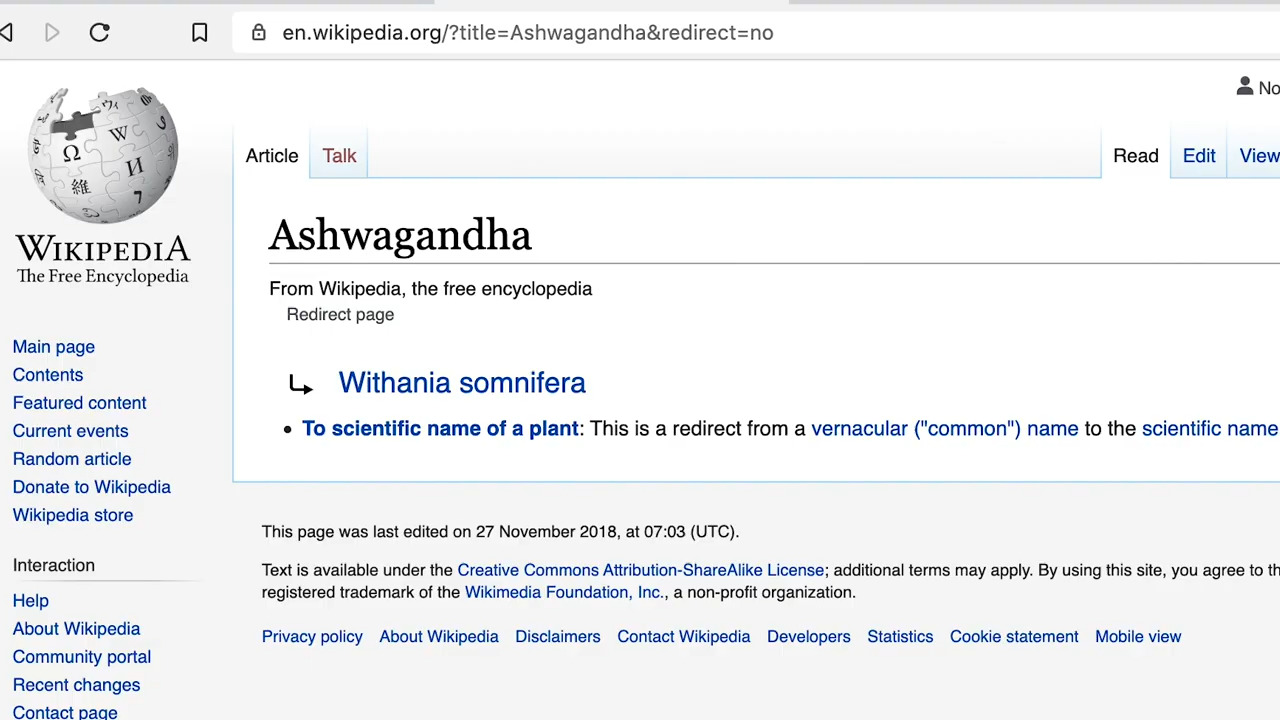 en.wikipedia.org/?title=Ashwagandha&redirect=no
No
Article Talk Read Edit View
WIKIPEDIA
The Free Encyclopedia
Ashwagandha
From Wikipedia, the free encyclopedia
Redirect page
Withania somnifera
• To scientific name of a plant: This is a redirect from a vernacular ("common") name to the scientific name
Main page
Contents
Featured content
Current events
Random article
Donate to Wikipedia
Wikipedia store
Interaction
Help
About Wikipedia
Community portal
Recent changes
Contact page
This page was last edited on 27 November 2018, at 07:03 (UTC).
Text is available under the Creative Commons Attribution-ShareAlike License; additional terms may apply. By using this site, you agree to th
registered trademark of the Wikimedia Foundation, Inc., a non-profit organization.
Privacy policy About Wikipedia Disclaimers Contact Wikipedia Developers Statistics Cookie statement Mobile view